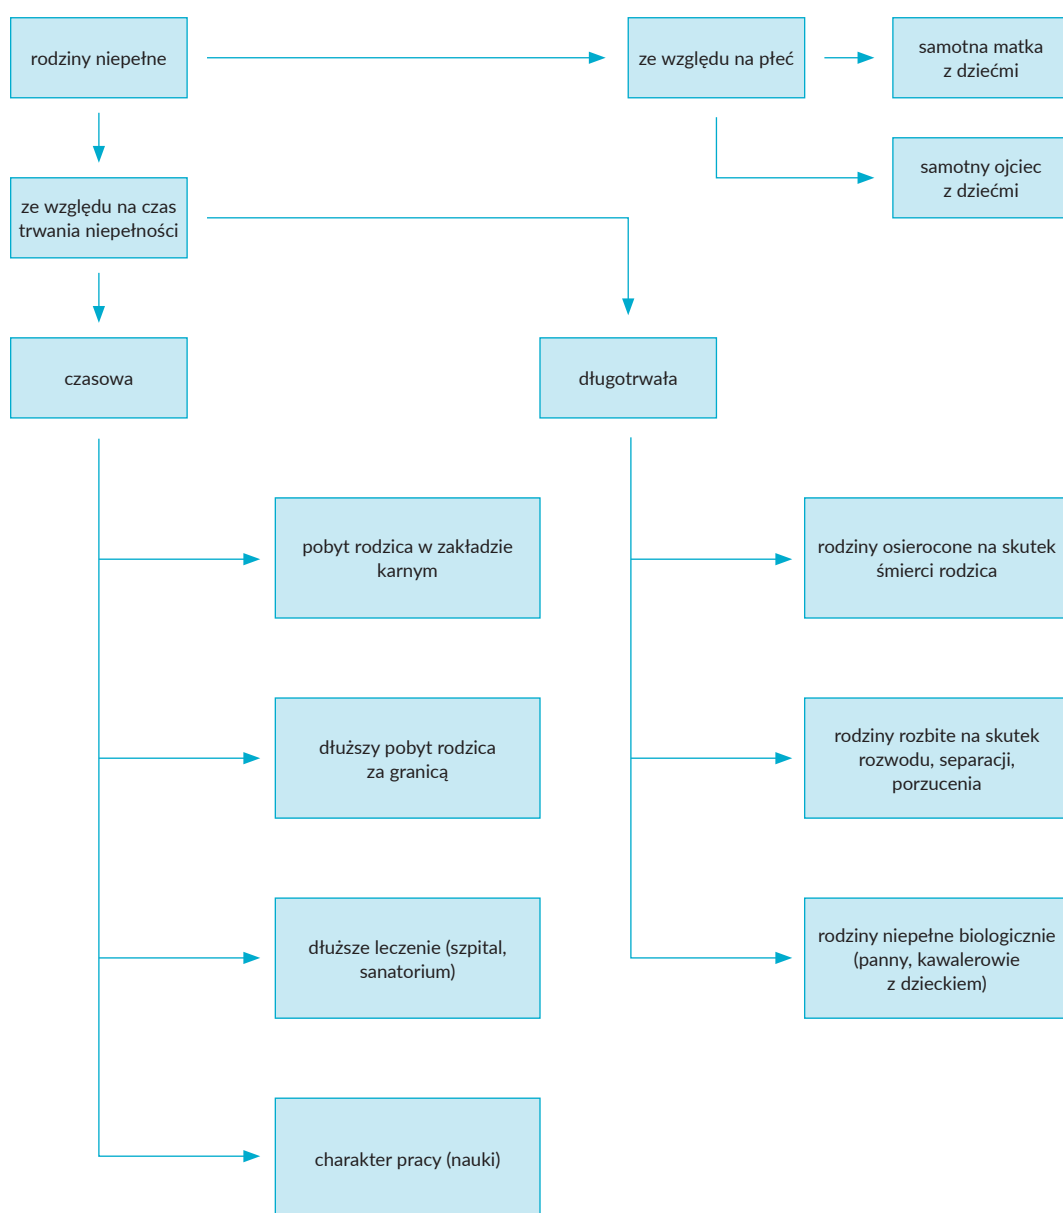 rodziny niepełne
ze względu na płeć
samotna matka
z dziećmi
samotny ojciec
z dziećmi
ze względu na czas
trwania niepełności
czasowa
długotrwała
pobyt rodzica w zakładzie
karnym
rodziny osierocone na skutek
śmierci rodzica
dłuższy pobyt rodzica
za granicą
rodziny rozbite na skutek
rozwodu, separacji,
porzucenia
dłuższe leczenie (szpital,
sanatorium)
rodziny niepełne biologicznie
(panny, kawalerowie
z dzieckiem)
charakter pracy (nauki)